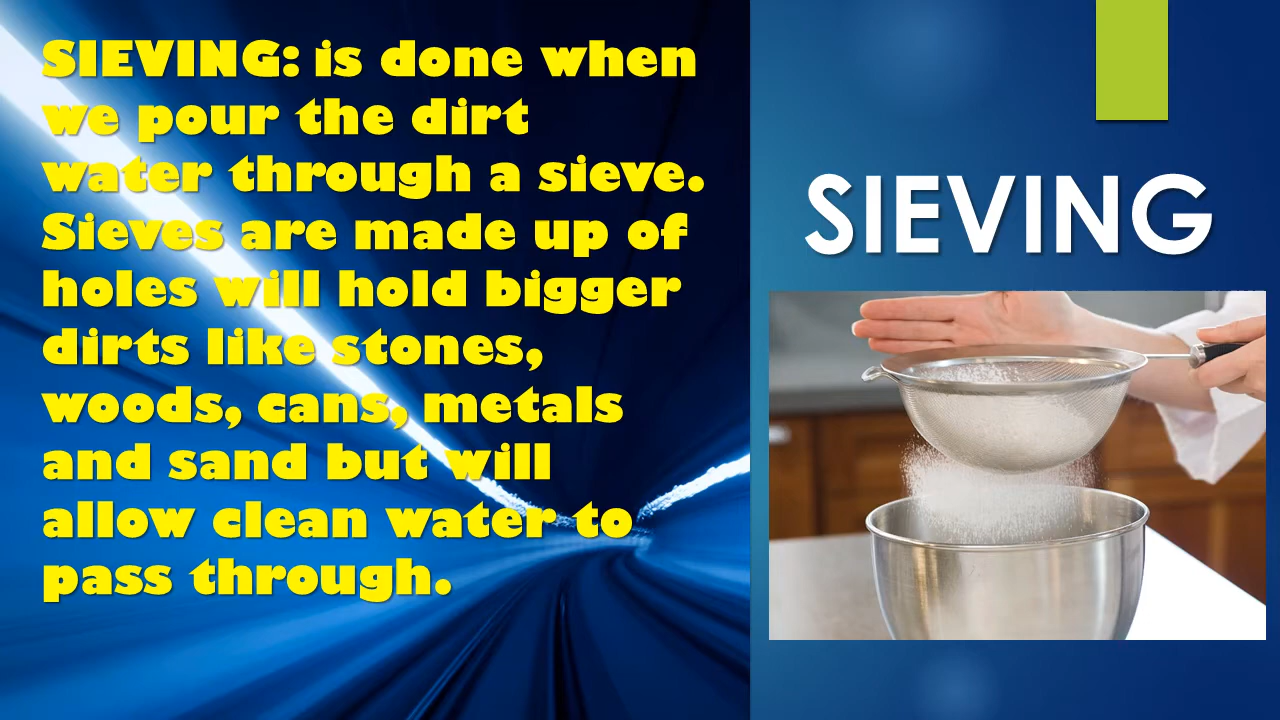 SIEVING: is done when
we pour the dirt
water through a sieve.
Sieves are made up of
holes will hold bigger
dirts like stones,
woods, cans, metals
and sand but will
allow clean water to
pass through.
SIEVING